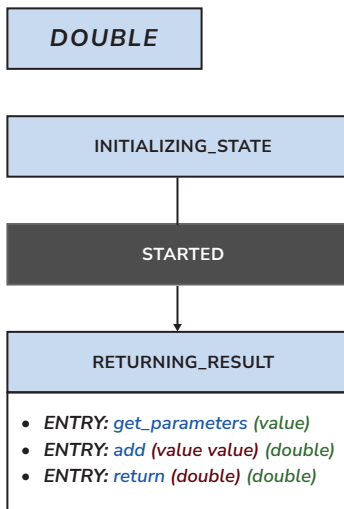 DOUBLE
INITIALIZING_STATE
STARTED
RETURNING_RESULT
• ENTRY: get_parameters (value)
• ENTRY: add (value value) (double)
• ENTRY: return (double) (double)